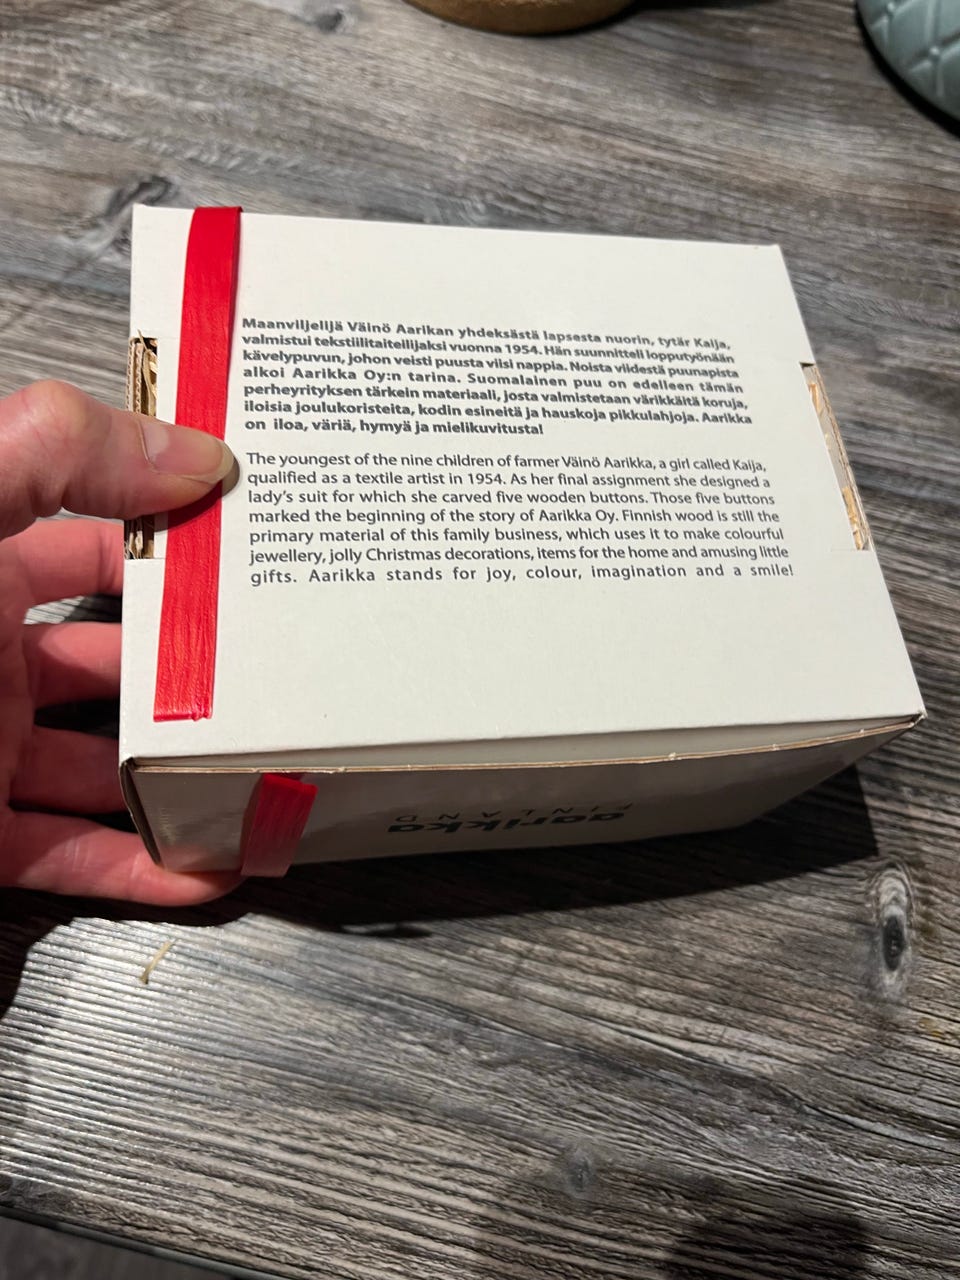 Maanviljelijä Väinö Aarikan yhdeksästä lapsesta nuorin, tytär Kaija,
valmistui tekstiilitaiteilijaksi vuonna 1954. Hän suunnitteli lopputyönään
kävelypuvun, johon veisti puusta viisi nappia. Noista viidestä puunapista
alkoi Aarikka Oy:n tarina. Suomalainen puu on edelleen tämän
perheyrityksen tärkein materiaali, josta valmistetaan värikkäitä koruja,
iloisia joulukoristeita, kodin esineitä ja hauskoja pikkulahjoja. Aarikka
on iloa, väriä, hymyä ja mielikuvitusta!
The youngest of the nine children of farmer Väinö Aarikka, a girl called Kaija,
qualified as a textile artist in 1954. As her final assignment she designed a
lady's suit for which she carved five wooden buttons. Those five buttons
marked the beginning of the story of Aarikka Oy. Finnish wood is still the
primary material of this family business, which uses it to make colourful
jewellery, jolly Christmas decorations, items for the home and amusing little
gifts. Aarikka stands for joy, colour, imagination and a smile!
aarikka
FINLAND